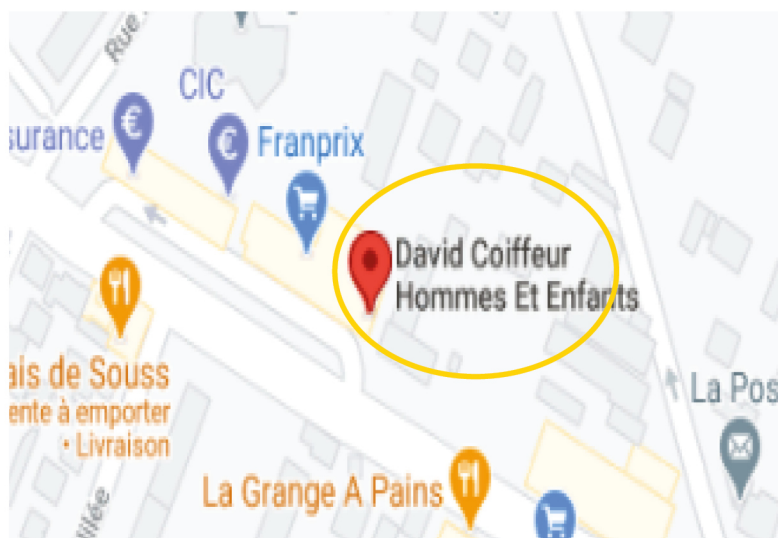 Rue
CIC
surance
Franprix
David Coiffeur
Hommes Et Enfants
ais de Souss
ente à emporter
• Livraison
La Pos
La Grange A Pains
ilée